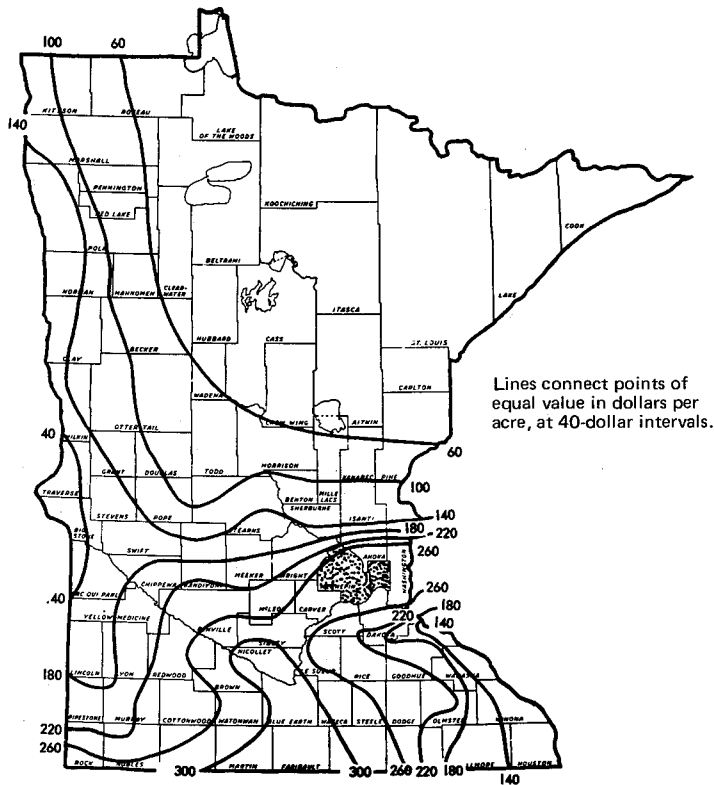 100 60
KITTSON ROSEAU
140
LAKE OF THE WOODS
MARSHALL
PENNINGTON
RED LAKE
KOOCHICHING
COOK
POLK
BELTRAMI
NORMAN MAHNOMEN CLEAR-
WATER
LAKE
ITASCA
HUBBARD CASS ST. LOUIS
BECKER
CLAY
Lines connect points of
equal value in dollars per
acre, at 40-dollar intervals.
CARLTON
WADENA
CROW WING AITKIN
OTTER TAIL
40
WILKIN
60
GRANT DOUGLAS TODD MORRISON
KANABEC PINE
100
TRAVERSE
MILLE
LACS
BENTON
SHERBURNE
STEVENS POPE
ISANTI
140
180
220
STEARNS
BIG
STONE
260
SWIFT
ANOKA
WASHINGTON
MEEKER WRIGHT
CHIPPEWA KANDIYOHI
260
.40
LAC QUI PARLE
MCLEOD CARVER
180
220
140
YELLOW MEDICINE
RENVILLE
SCOTT DAKOTA
SIBLEY
NICOLLET
180
LINCOLN LYON REDWOOD
LE SUEUR
RICE GOODHUE WABASHA
BROWN
PIPESTONE MURRAY COTTONWOOD WATONWAN BLUE EARTH WASECA STEELE DODGE OLMSTED WINONA
220
260
ROCK NOBLES
300
MARTIN FARIBAULT
300 260 220 180
LLMORE HOUSTON
140